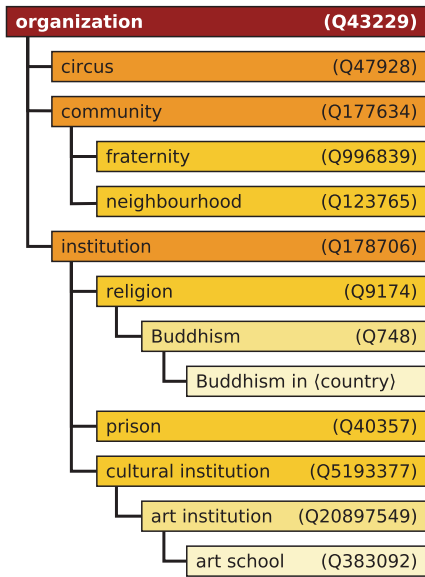 organization (Q43229)
circus (Q47928)
community (Q177634)
fraternity (Q996839)
neighbourhood (Q123765)
institution (Q178706)
religion (Q9174)
Buddhism (Q748)
Buddhism in ⟨country⟩
prison (Q40357)
cultural institution (Q5193377)
art institution (Q20897549)
art school (Q383092)